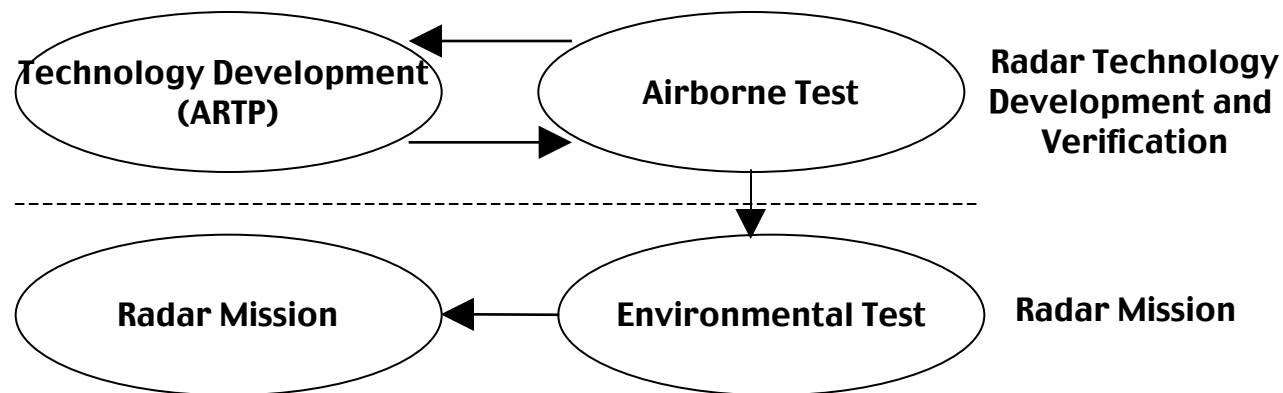 Technology Development
(ARTP)
Airborne Test
Radar Technology
Development and
Verification
Radar Mission
Environmental Test
Radar Mission